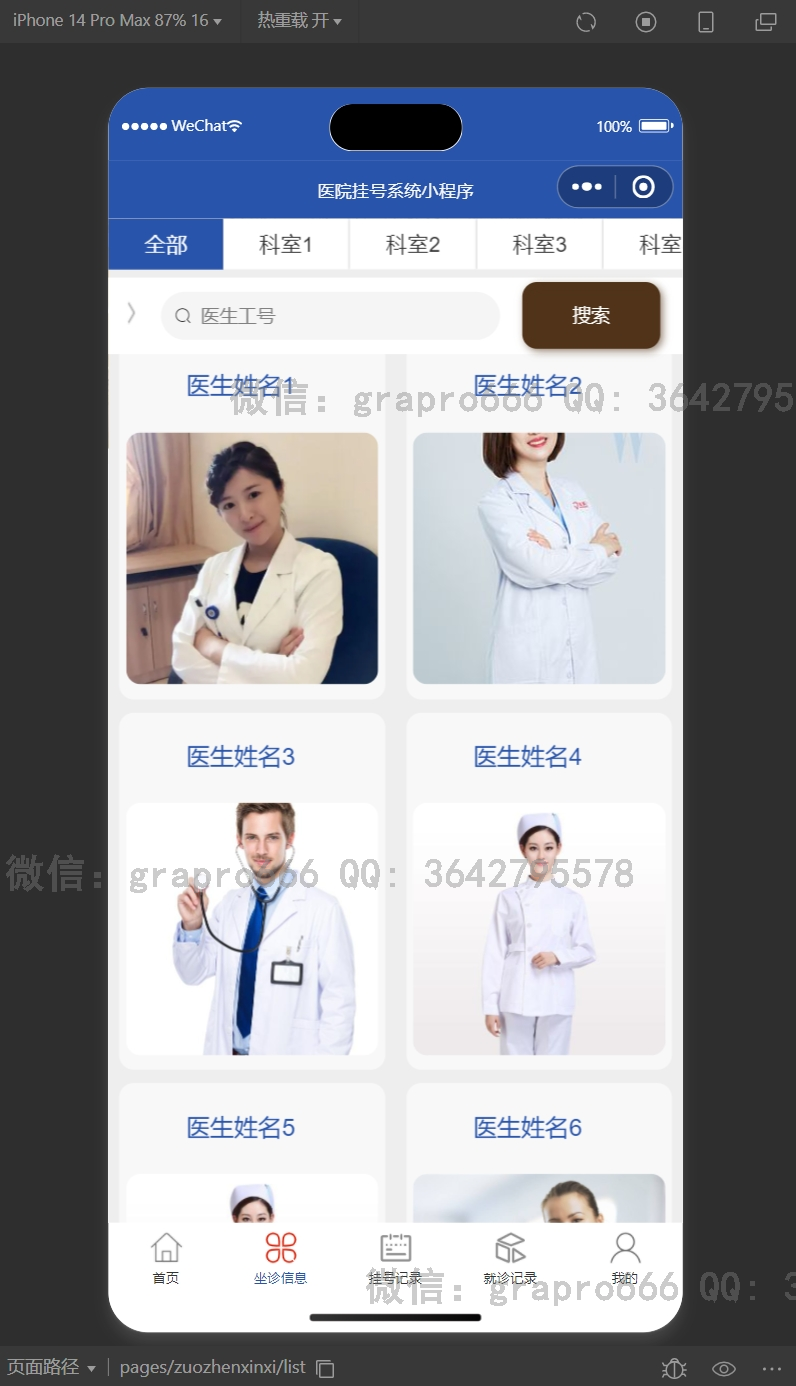 iPhone 14 Pro Max 87% 16
热重载 开
WeChat
100%
医院挂号系统小程序
全部
科室1
科室2
科室3
科室
医生工号
搜索
医生姓名1
医生姓名2
微信: grapro666 QQ: 3642795
医生姓名3
医生姓名4
微信: grapro666 QQ: 3642795578
医生姓名5
医生姓名6
首页
坐诊信息
挂号记录
就诊记录
我的
微信: grapro666 QQ: 3
页面路径
pages/zuozhenxinxi/list